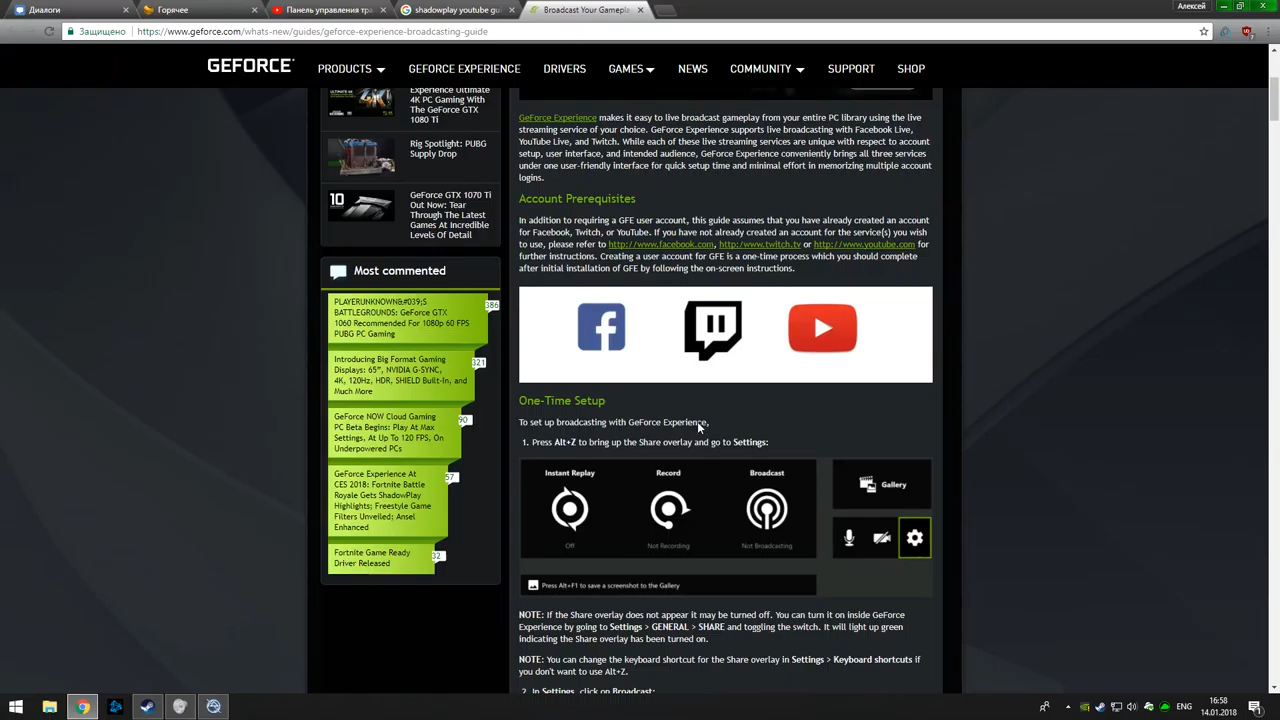 Диалоги
Горячее
Панель управления тра
shadowplay youtube gui
Broadcast Your Gamepl
Алексей
Защищено
https://www.geforce.com/whats-new/guides/geforce-experience-broadcasting-guide
GEFORCE
PRODUCTS
GEFORCE EXPERIENCE
DRIVERS
GAMES
NEWS
COMMUNITY
SUPPORT
SHOP
Experience Ultimate
4K PC Gaming With
The GeForce GTX
1080 Ti
Rig Spotlight: PUBG
Supply Drop
10
GeForce GTX 1070 Ti
Out Now: Tear
Through The Latest
Games At Incredible
Levels Of Detail
Most commented
PLAYERUNKNOWN&#039;S
BATTLEGROUNDS: GeForce GTX
1060 Recommended For 1080p 60 FPS
PUBG PC Gaming
386
Introducing Big Format Gaming
Displays: 65”, NVIDIA G-SYNC,
4K, 120Hz, HDR, SHIELD Built-In, and
Much More
321
GeForce NOW Cloud Gaming
PC Beta Begins: Play At Max
Settings, At Up To 120 FPS, On
Underpowered PCs
90
GeForce Experience At
CES 2018: Fortnite Battle
Royale Gets ShadowPlay
Highlights; Freestyle Game
Filters Unveiled; Ansel
Enhanced
57
Fortnite Game Ready
Driver Released
32
GeForce Experience makes it easy to live broadcast gameplay from your entire PC library using the live
streaming service of your choice. GeForce Experience supports live broadcasting with Facebook Live,
YouTube Live, and Twitch. While each of these live streaming services are unique with respect to account
setup, user interface, and intended audience, GeForce Experience conveniently brings all three services
under one user-friendly interface for quick setup time and minimal effort in memorizing multiple account
logins.
Account Prerequisites
In addition to requiring a GFE user account, this guide assumes that you have already created an account
for Facebook, Twitch, or YouTube. If you have not already created an account for the service(s) you wish
to use, please refer to http://www.facebook.com, http:/www.twitch.tv or http://www.youtube.com for
further instructions. Creating a user account for GFE is a one-time process which you should complete
after initial installation of GFE by following the on-screen instructions.
One-Time Setup
To set up broadcasting with GeForce Experience,
1. Press Alt+Z to bring up the Share overlay and go to Settings:
Instant Replay
Record
Broadcast
Gallery
Off
Not Recording
Not Broadcasting
Press Alt+F1 to save a screenshot to the Gallery
NOTE: If the Share overlay does not appear it may be turned off. You can turn it on inside GeForce
Experience by going to Settings > GENERAL > SHARE and toggling the switch. It will light up green
indicating the Share overlay has been turned on.
NOTE: You can change the keyboard shortcut for the Share overlay in Settings > Keyboard shortcuts if
you don't want to use Alt+Z.
2. In Settings, click on Broadcast:
ENG
16:58
14.01.2018